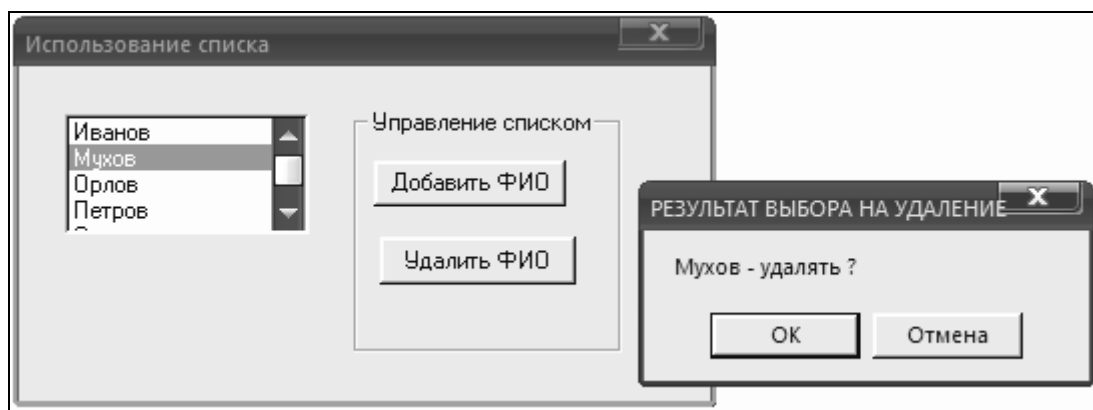 Использование списка
Иванов
Мухов
Орлов
Петров
Управление списком
Добавить ФИО
Удалить ФИО
РЕЗУЛЬТАТ ВЫБОРА НА УДАЛЕНИЕ
Мухов - удалять ?
ОК
Отмена